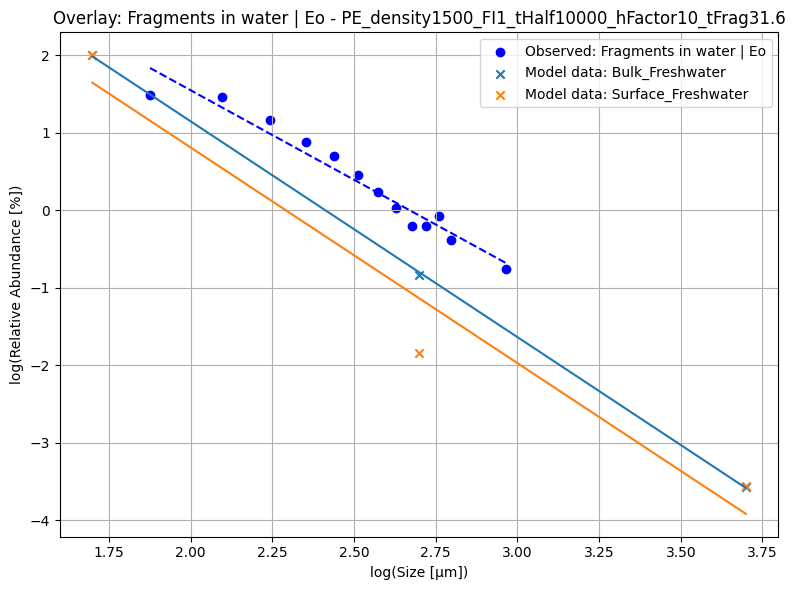 Overlay: Fragments in water | Eo - PE_density1500_FI1_tHalf10000_hFactor10_tFrag31.6
Observed: Fragments in water | Eo
Model data: Bulk_Freshwater
Model data: Surface_Freshwater
log(Relative Abundance [%])
2
1
0
−1
−2
−3
−4
1.75 2.00 2.25 2.50 2.75 3.00 3.25 3.50 3.75
log(Size [μm])